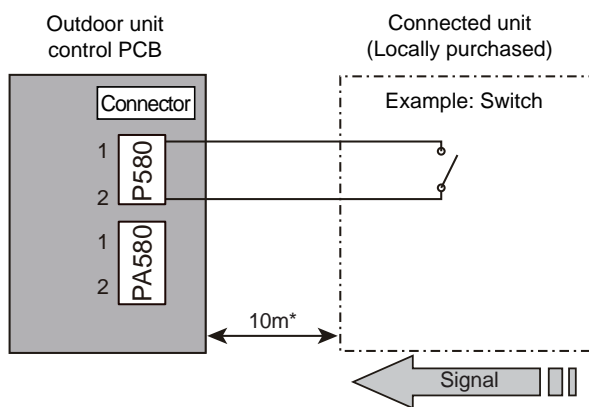 Outdoor unit
control PCB
Connected unit
(Locally purchased)
Connector
Example: Switch
1
P580
2
1
PA580
2
10m*
Signal